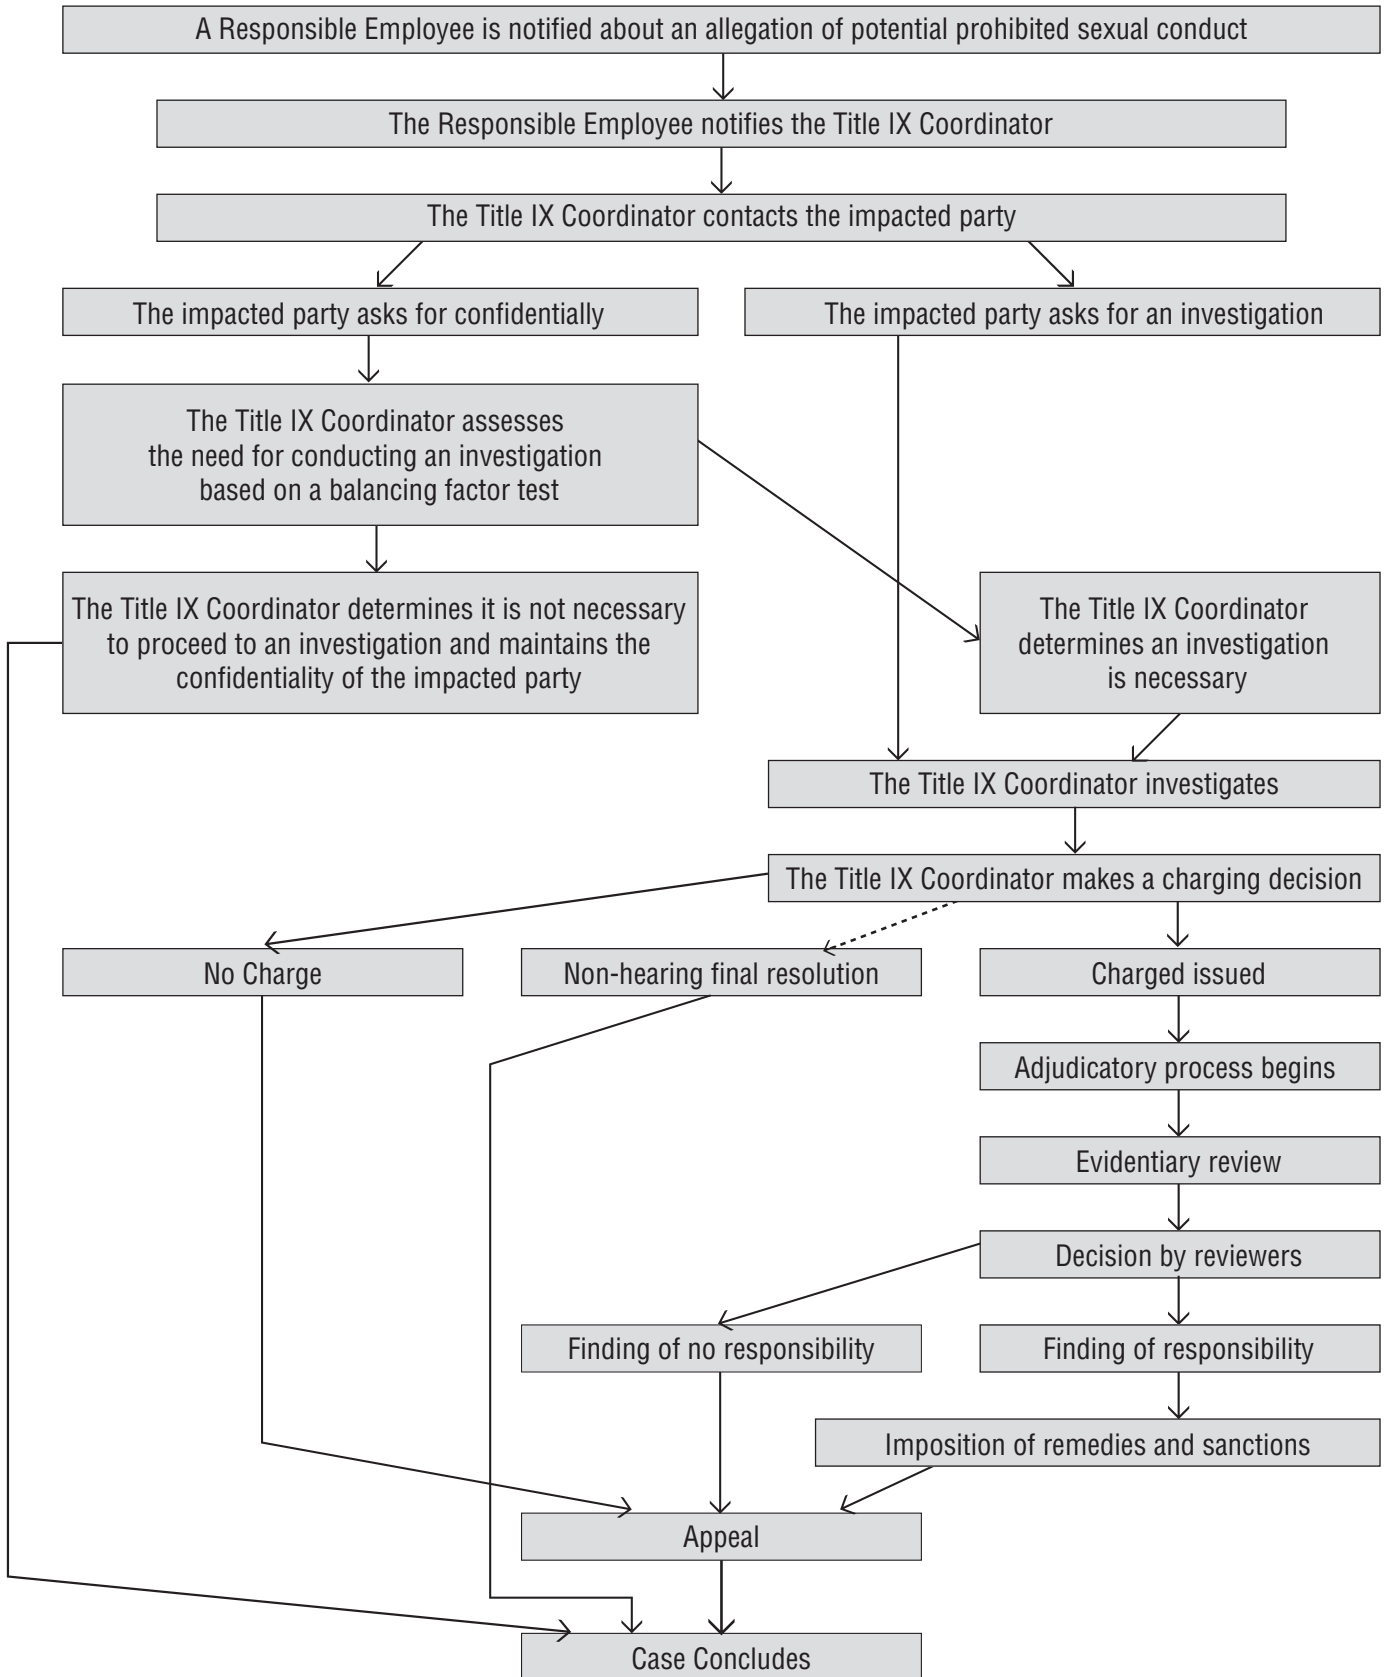 A Responsible Employee is notified about an allegation of potential prohibited sexual conduct
The Responsible Employee notifies the Title IX Coordinator
The Title IX Coordinator contacts the impacted party
The impacted party asks for confidentially
The impacted party asks for an investigation
The Title IX Coordinator assesses
the need for conducting an investigation
based on a balancing factor test
The Title IX Coordinator determines it is not necessary
to proceed to an investigation and maintains the
confidentiality of the impacted party
The Title IX Coordinator
determines an investigation
is necessary
The Title IX Coordinator investigates
The Title IX Coordinator makes a charging decision
No Charge
Non-hearing final resolution
Charged issued
Adjudicatory process begins
Evidentiary review
Decision by reviewers
Finding of no responsibility
Finding of responsibility
Imposition of remedies and sanctions
Appeal
Case Concludes